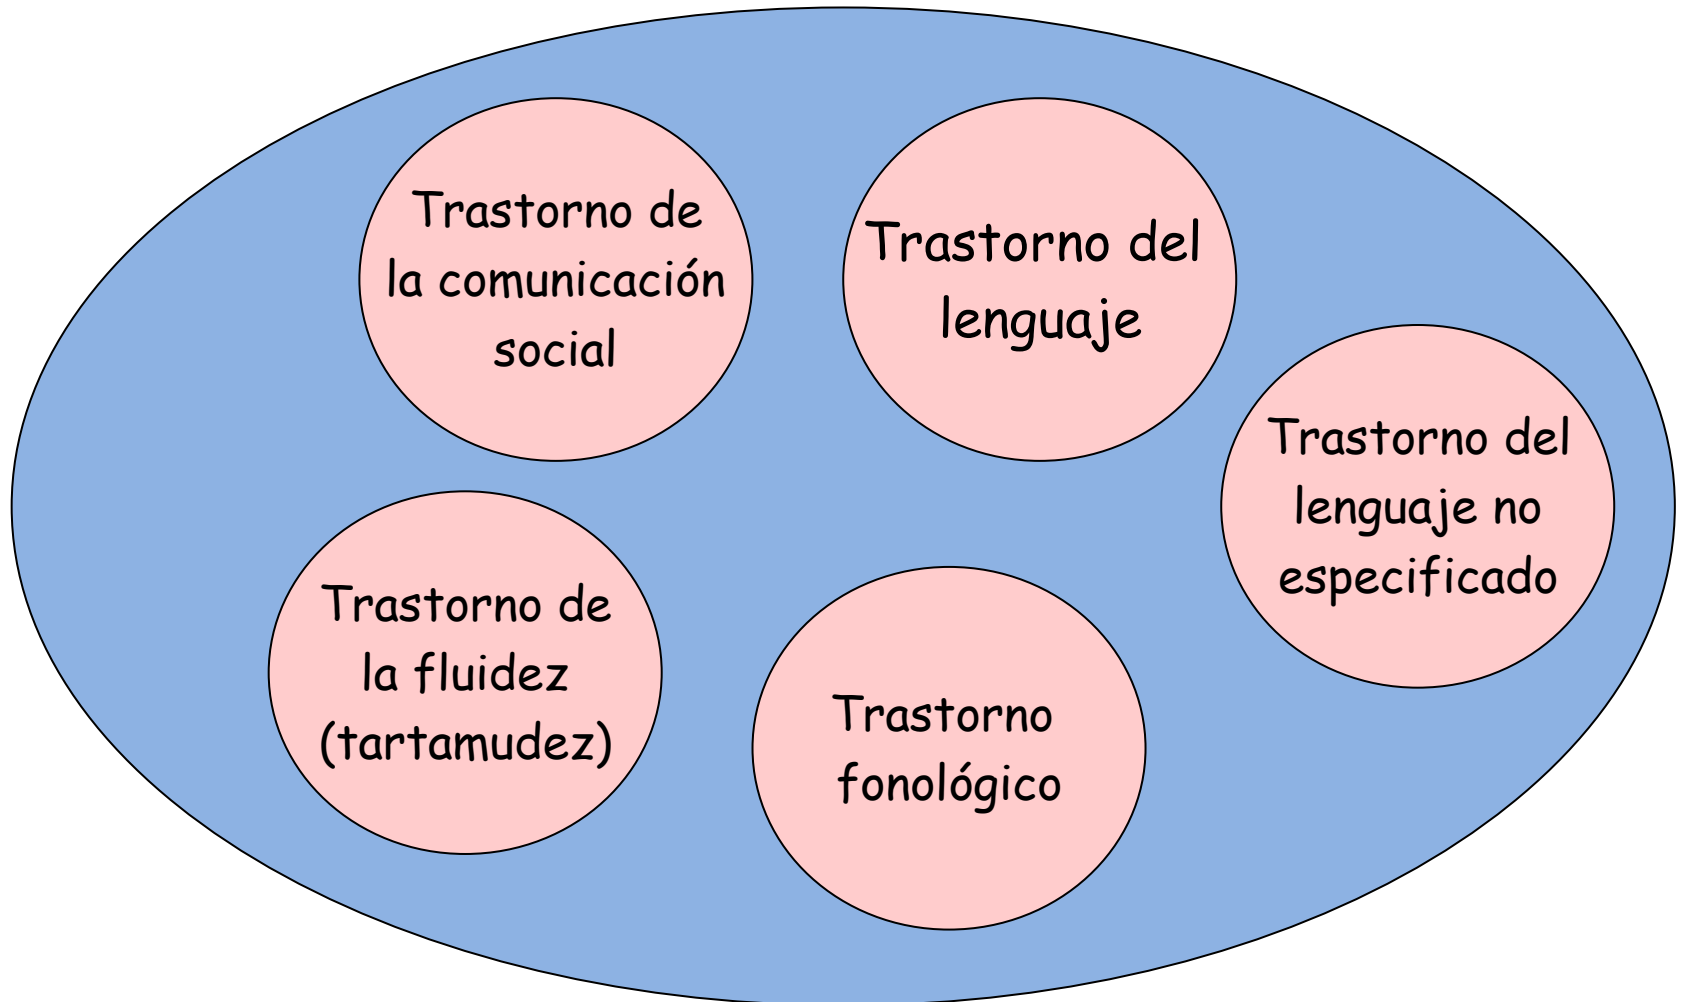 Trastorno de
la comunicación
social
Trastorno del
lenguaje
Trastorno del
lenguaje no
especificado
Trastorno de
la fluidez
(tartamudez)
Trastorno
fonológico